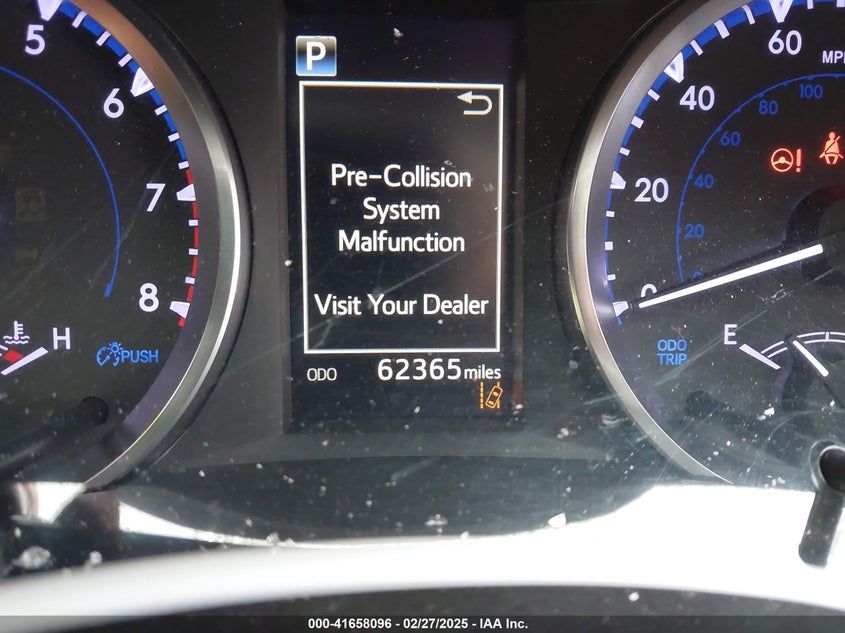 5
6
7
8
H
PUSH
P
Pre-Collision
System
Malfunction
Visit Your Dealer
ODO 62365 miles
60
MPH
40
20
0
100
80
60
40
20
!
ODO
TRIP
E
000-41658096 - 02/27/2025 - IAA Inc.